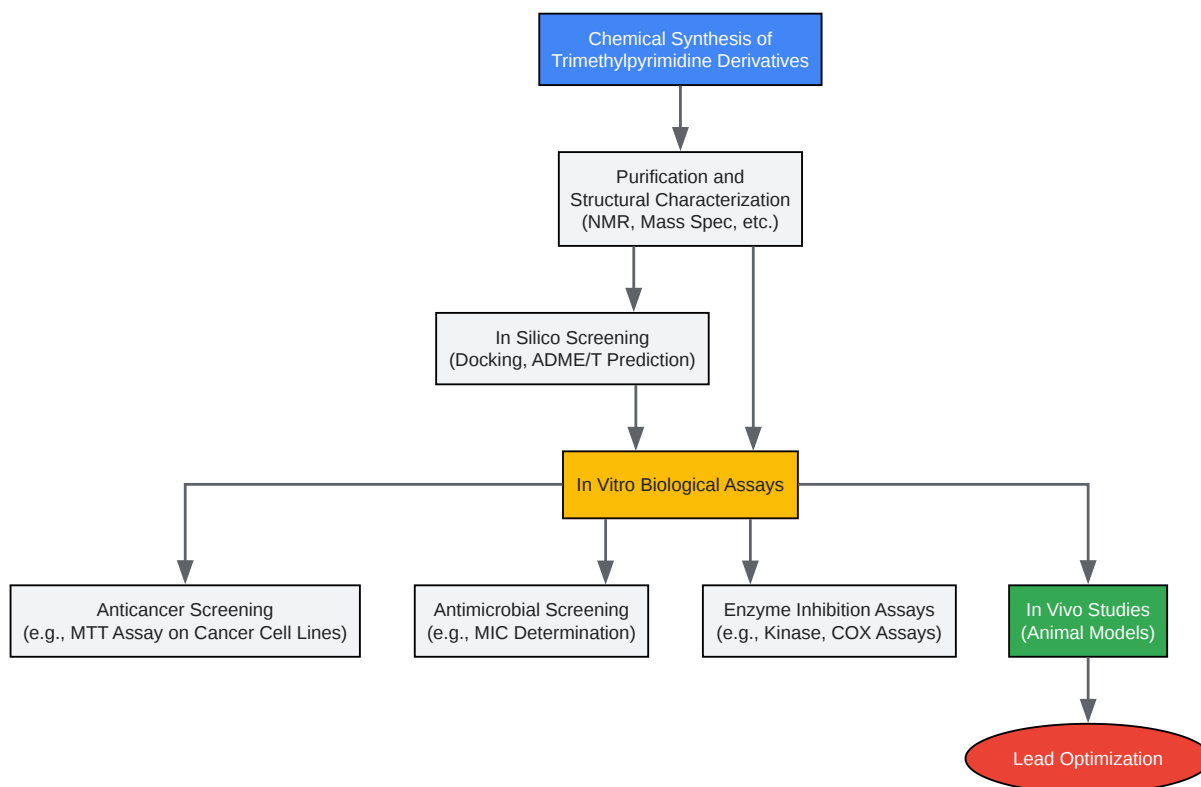 Chemical Synthesis of
Trimethylpyrimidine Derivatives
Purification and
Structural Characterization
(NMR, Mass Spec, etc.)
In Silico Screening
(Docking, ADME/T Prediction)
In Vitro Biological Assays
Anticancer Screening
(e.g., MTT Assay on Cancer Cell Lines)
Antimicrobial Screening
(e.g., MIC Determination)
Enzyme Inhibition Assays
(e.g., Kinase, COX Assays)
In Vivo Studies
(Animal Models)
Lead Optimization